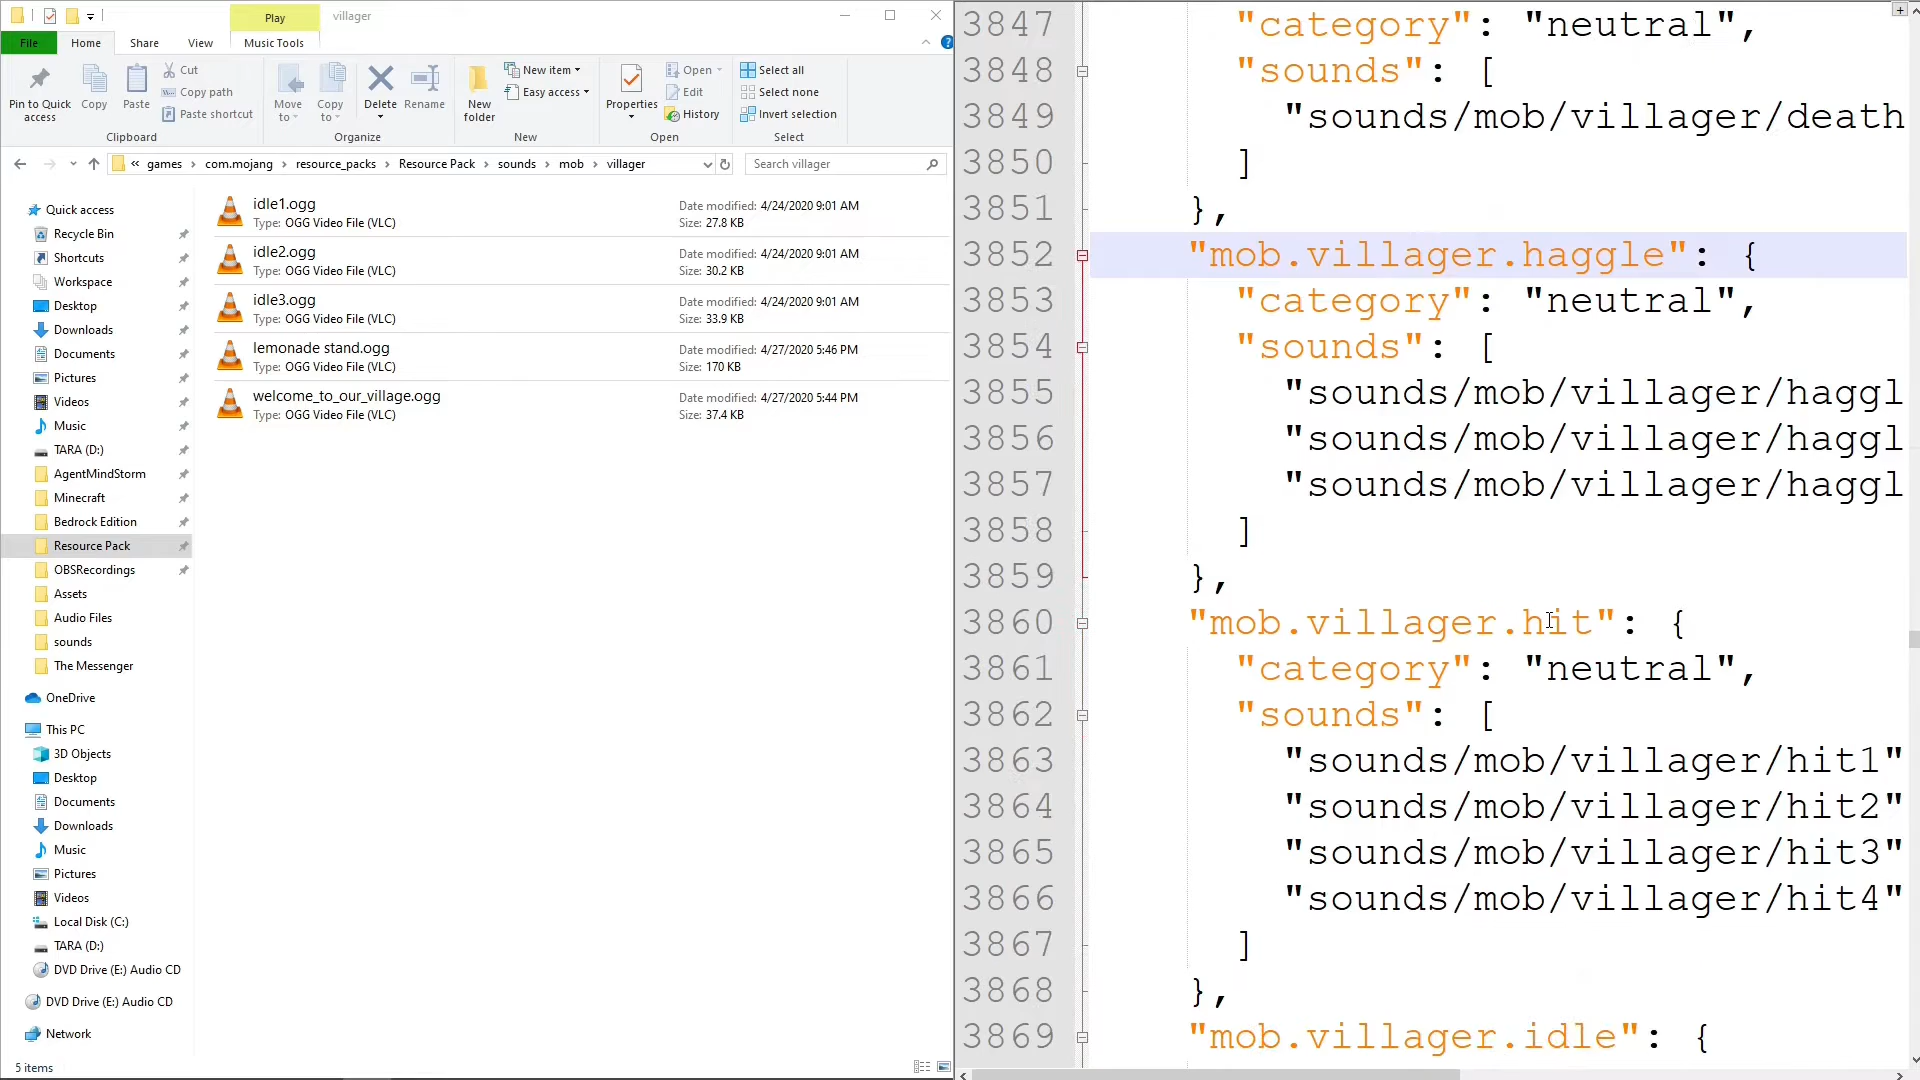 Play
villager
File
Home
Share
View
Music Tools
Pin to Quick access
Copy
Paste
Cut
Copy path
Paste shortcut
Clipboard
Move to
Copy to
Delete
Rename
Organize
New folder
New item
Easy access
New
Properties
Open
Edit
History
Open
Select all
Select none
Invert selection
Select
« games › com.mojang › resource_packs › Resource Pack › sounds › mob › villager
Search villager
Quick access
Recycle Bin
Shortcuts
Workspace
Desktop
Downloads
Documents
Pictures
Videos
Music
TARA (D:)
AgentMindStorm
Minecraft
Bedrock Edition
Resource Pack
OBSRecordings
Assets
Audio Files
sounds
The Messenger
OneDrive
This PC
3D Objects
Desktop
Documents
Downloads
Music
Pictures
Videos
Local Disk (C:)
TARA (D:)
DVD Drive (E:) Audio CD
DVD Drive (E:) Audio CD
Network
5 items
idle1.ogg
Type: OGG Video File (VLC)
Date modified: 4/24/2020 9:01 AM
Size: 27.8 KB
idle2.ogg
Type: OGG Video File (VLC)
Date modified: 4/24/2020 9:01 AM
Size: 30.2 KB
idle3.ogg
Type: OGG Video File (VLC)
Date modified: 4/24/2020 9:01 AM
Size: 33.9 KB
lemonade stand.ogg
Type: OGG Video File (VLC)
Date modified: 4/27/2020 5:46 PM
Size: 170 KB
welcome_to_our_village.ogg
Type: OGG Video File (VLC)
Date modified: 4/27/2020 5:44 PM
Size: 37.4 KB
3847 "category": "neutral",
3848 "sounds": [
3849 "sounds/mob/villager/death
3850 ]
3851 },
3852 "mob.villager.haggle": {
3853 "category": "neutral",
3854 "sounds": [
3855 "sounds/mob/villager/haggl
3856 "sounds/mob/villager/haggl
3857 "sounds/mob/villager/haggl
3858 ]
3859 },
3860 "mob.villager.hit": {
3861 "category": "neutral",
3862 "sounds": [
3863 "sounds/mob/villager/hit1"
3864 "sounds/mob/villager/hit2"
3865 "sounds/mob/villager/hit3"
3866 "sounds/mob/villager/hit4"
3867 ]
3868 },
3869 "mob.villager.idle": {